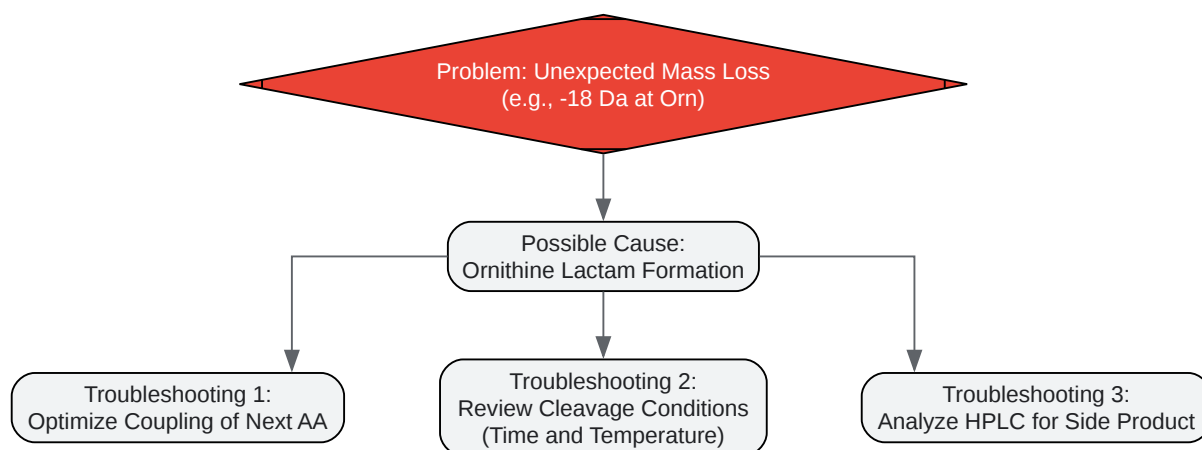 Problem: Unexpected Mass Loss
(e.g., -18 Da at Orn)
Possible Cause:
Ornithine Lactam Formation
Troubleshooting 1:
Optimize Coupling of Next AA
Troubleshooting 2:
Review Cleavage Conditions
(Time and Temperature)
Troubleshooting 3:
Analyze HPLC for Side Product